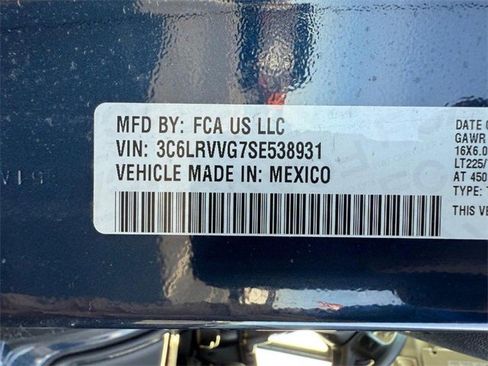 MFD BY: FCA US LLC
VIN: 3C6LRVVG7SE538931
VEHICLE MADE IN: MEXICO
DATE O
GAWR
16X6.0
LT225/
AT 450
TYPE: T
THIS VE